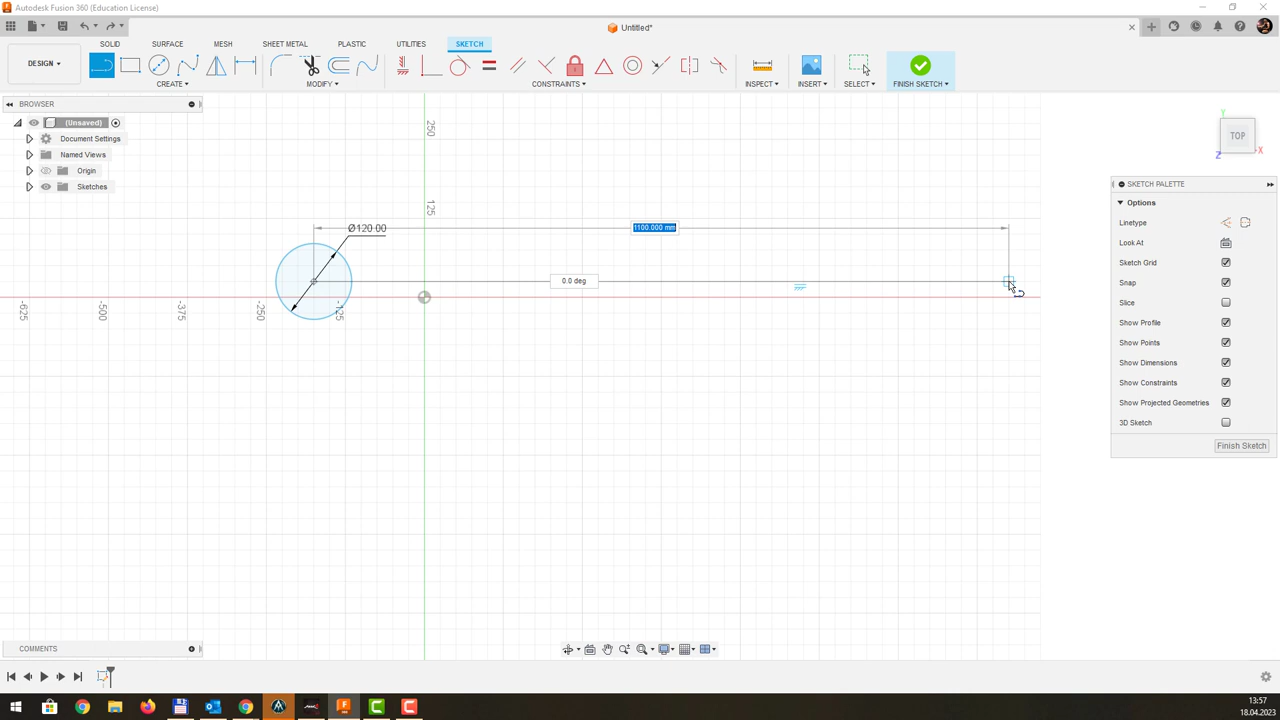 Autodesk Fusion 360 (Education License)
Untitled*
SOLID SURFACE MESH SHEET METAL PLASTIC UTILITIES SKETCH
DESIGN
CREATE MODIFY CONSTRAINTS INSPECT INSERT SELECT FINISH SKETCH
BROWSER
(Unsaved)
Document Settings
Named Views
Origin
Sketches
250
125
Ø120.00
1100.000 mm
0.0 deg
-625
-500
-375
-250
-125
Y
TOP
X
Z
SKETCH PALETTE
Options
Linetype
Look At
Sketch Grid
Snap
Slice
Show Profile
Show Points
Show Dimensions
Show Constraints
Show Projected Geometries
3D Sketch
Finish Sketch
COMMENTS
13:57
18.04.2023